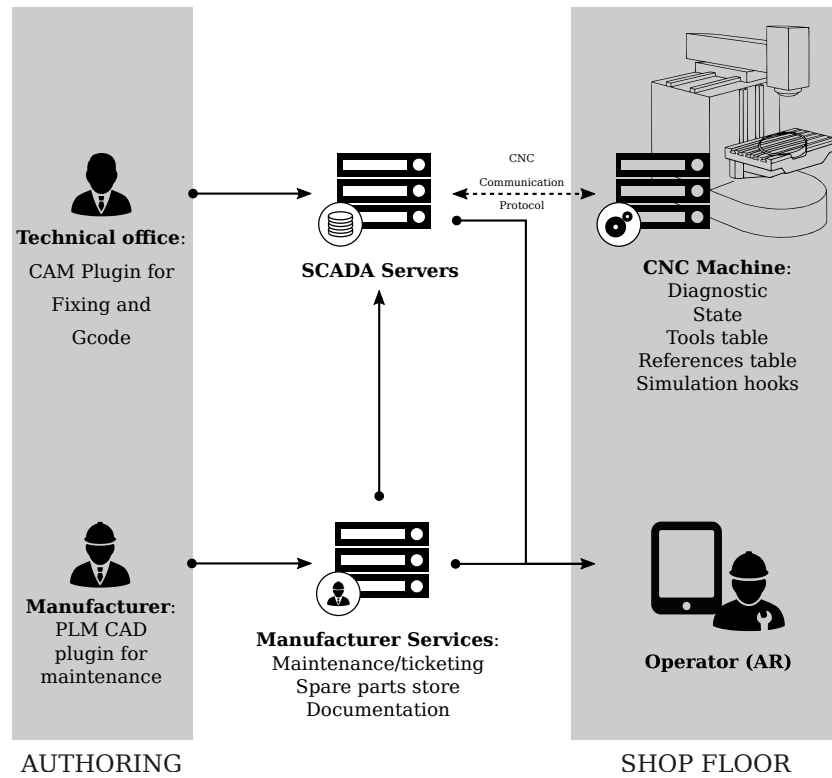 Technical office:
CAM Plugin for
Fixing and
Gcode
SCADA Servers
CNC
Communication
Protocol
CNC Machine:
Diagnostic
State
Tools table
References table
Simulation hooks
Manufacturer:
PLM CAD
plugin for
maintenance
Manufacturer Services:
Maintenance/ticketing
Spare parts store
Documentation
Operator (AR)
AUTHORING
SHOP FLOOR